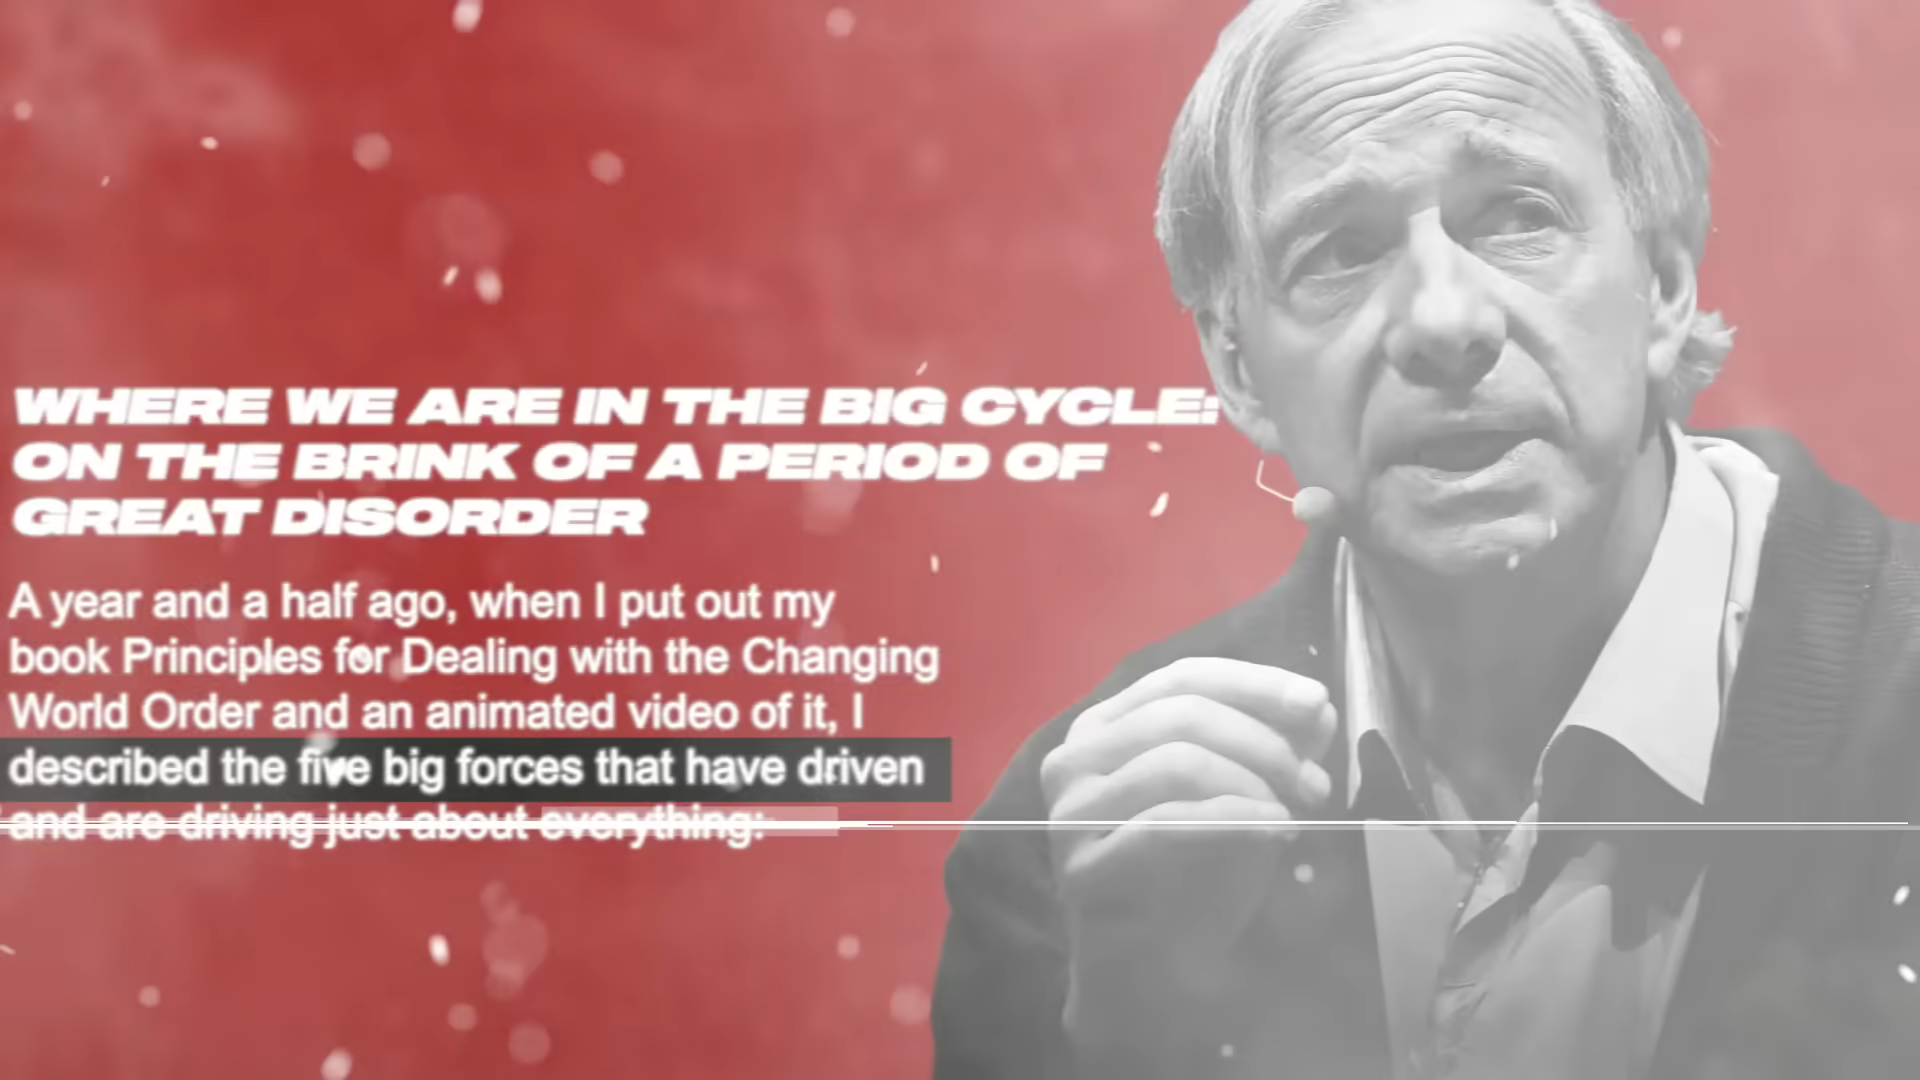 WHERE WE ARE IN THE BIG CYCLE:
ON THE BRINK OF A PERIOD OF
GREAT DISORDER
A year and a half ago, when I put out my
book Principles for Dealing with the Changing
World Order and an animated video of it, I
described the five big forces that have driven
and are driving just about everything: